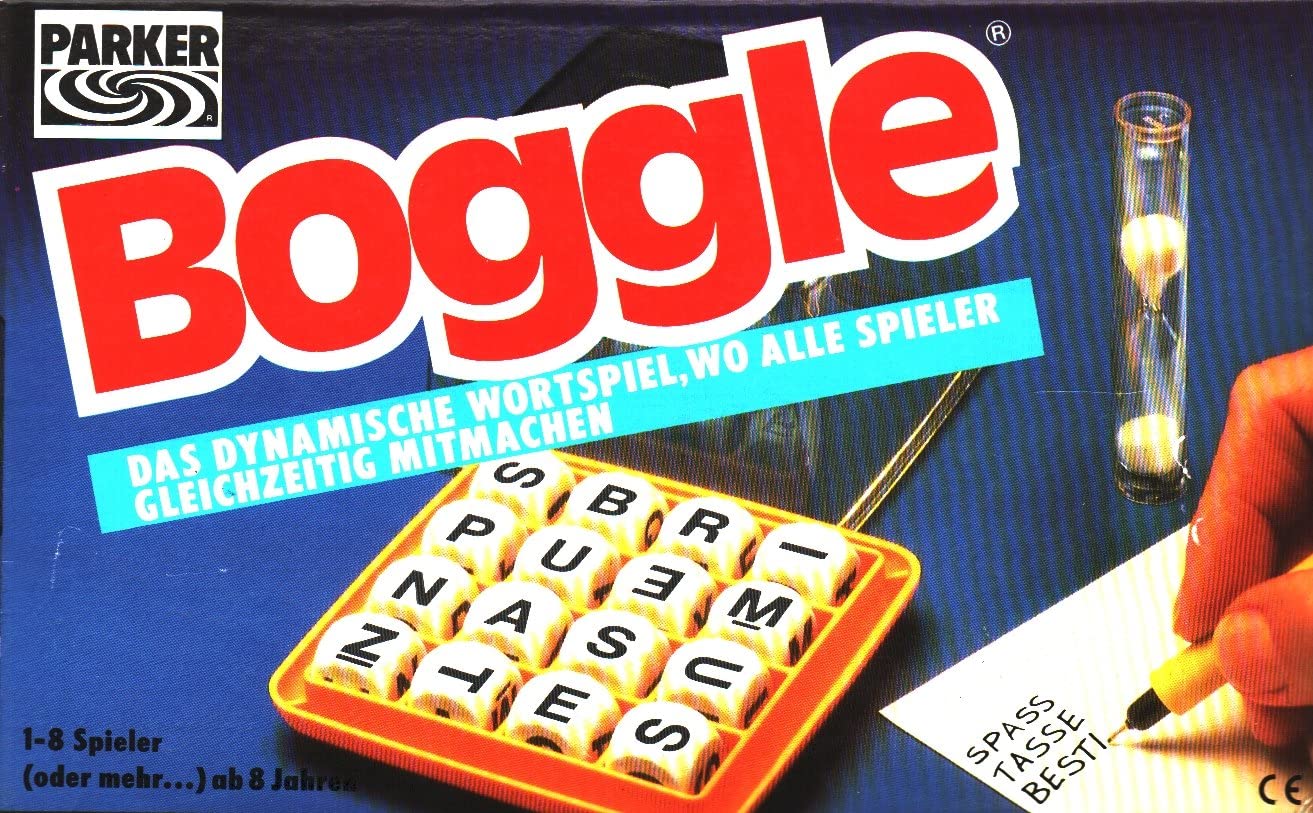 PARKER
®
Boggle®
DAS DYNAMISCHE WORTSPIEL, WO ALLE SPIELER
GLEICHZEITIG MITMACHEN
S B R I
P U E M
N A S U
Z T E S
SPASS
TASSE
BESTI
1-8 Spieler
(oder mehr...) ab 8 Jahren
CE